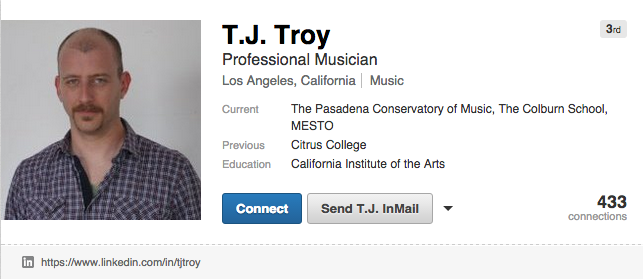 T.J. Troy
3rd
Professional Musician
Los Angeles, California | Music
Current The Pasadena Conservatory of Music, The Colburn School,
MESTO
Previous Citrus College
Education California Institute of the Arts
Connect Send T.J. InMail
433
connections
in https://www.linkedin.com/in/tjtroy